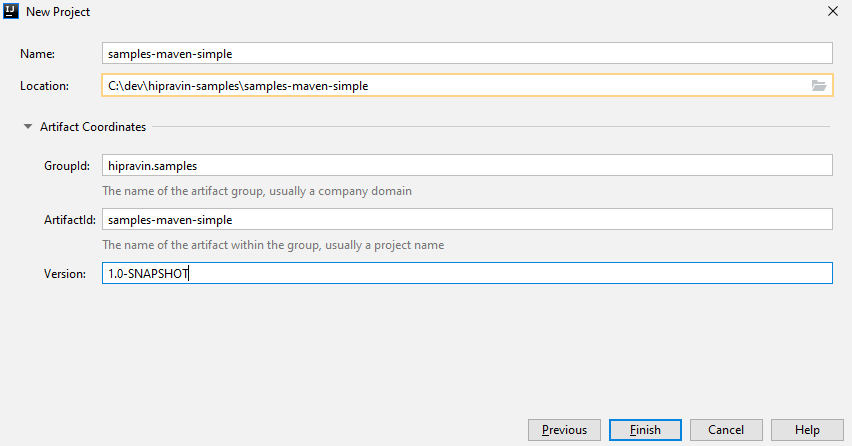 IJ New Project
Name: samples-maven-simple
Location: C:\dev\hipravin-samples\samples-maven-simple
Artifact Coordinates
GroupId: hipravin.samples
The name of the artifact group, usually a company domain
ArtifactId: samples-maven-simple
The name of the artifact within the group, usually a project name
Version: 1.0-SNAPSHOT
Previous Finish Cancel Help